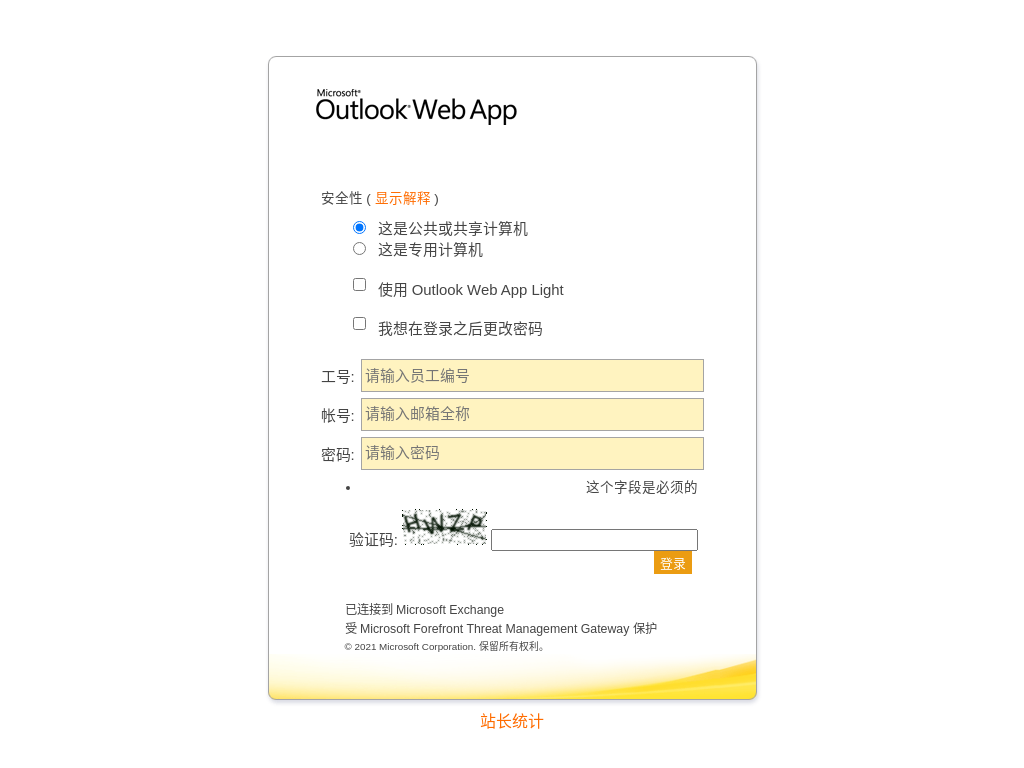 Microsoft®
Outlook® Web App
安全性 ( 显示解释 )
这是公共或共享计算机
这是专用计算机
使用 Outlook Web App Light
我想在登录之后更改密码
工号: 请输入员工编号
帐号: 请输入邮箱全称
密码: 请输入密码
这个字段是必须的
验证码: HWZP
登录
已连接到 Microsoft Exchange
受 Microsoft Forefront Threat Management Gateway 保护
© 2021 Microsoft Corporation. 保留所有权利。
站长统计